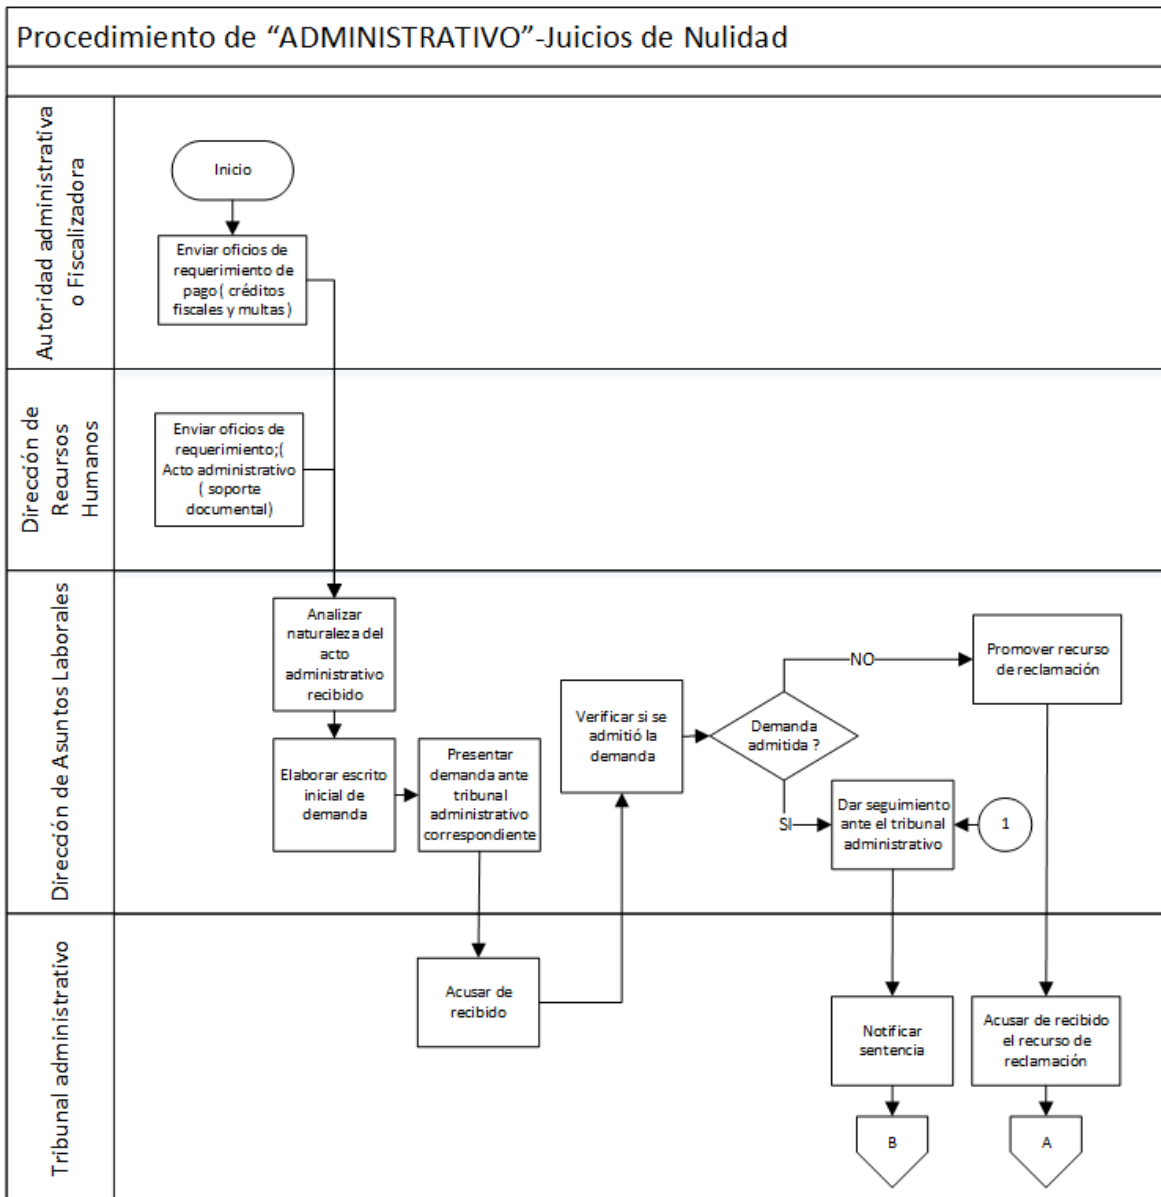 Procedimiento de “ADMINISTRATIVO”-Juicios de Nulidad
Autoridad administrativa
o Fiscalizadora
Inicio
Enviar oficios de
requerimiento de
pago( créditos
fiscales y multas )
Dirección de
Recursos
Humanos
Enviar oficios de
requerimiento;(
Acto administrativo
( soporte
documental)
Dirección de Asuntos Laborales
Analizar
naturaleza del
acto
administrativo
recibido
Elaborar escrito
inicial de
demanda
Presentar
demanda ante
tribunal
administrativo
correspondiente
Verificar si se
admitió la
demanda
Demanda
admitida ?
NO
Promover recurso
de reclamación
SI
Dar seguimiento
ante el tribunal
administrativo
1
Tribunal administrativo
Acusar de
recibido
Notificar
sentencia
Acusar de recibido
el recurso de
reclamación
B
A